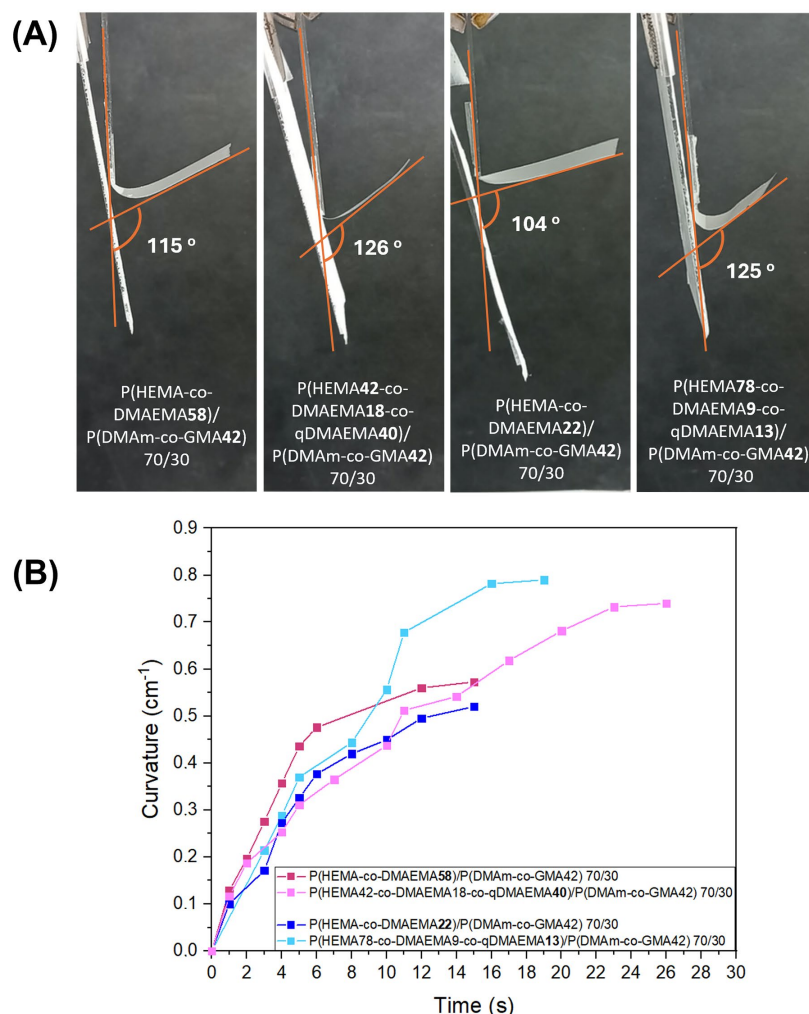 (A)
115 °
126 °
104 °
125 °
P(HEMA-co-
DMAEMA58)/
P(DMAm-co-GMA42)
70/30
P(HEMA42-co-
DMAEMA18-co-
qDMAEMA40)/
P(DMAm-co-GMA42)
70/30
P(HEMA-co-
DMAEMA22)/
P(DMAm-co-GMA42)
70/30
P(HEMA78-co-
DMAEMA9-co-
qDMAEMA13)/
P(DMAm-co-GMA42)
70/30
(B)
Curvature (cm-1)
0.9
0.8
0.7
0.6
0.5
0.4
0.3
0.2
0.1
0.0
P(HEMA-co-DMAEMA58)/P(DMAm-co-GMA42) 70/30
P(HEMA42-co-DMAEMA18-co-qDMAEMA40)/P(DMAm-co-GMA42) 70/30
P(HEMA-co-DMAEMA22)/P(DMAm-co-GMA42) 70/30
P(HEMA78-co-DMAEMA9-co-qDMAEMA13)/P(DMAm-co-GMA42) 70/30
0 2 4 6 8 10 12 14 16 18 20 22 24 26 28 30
Time (s)